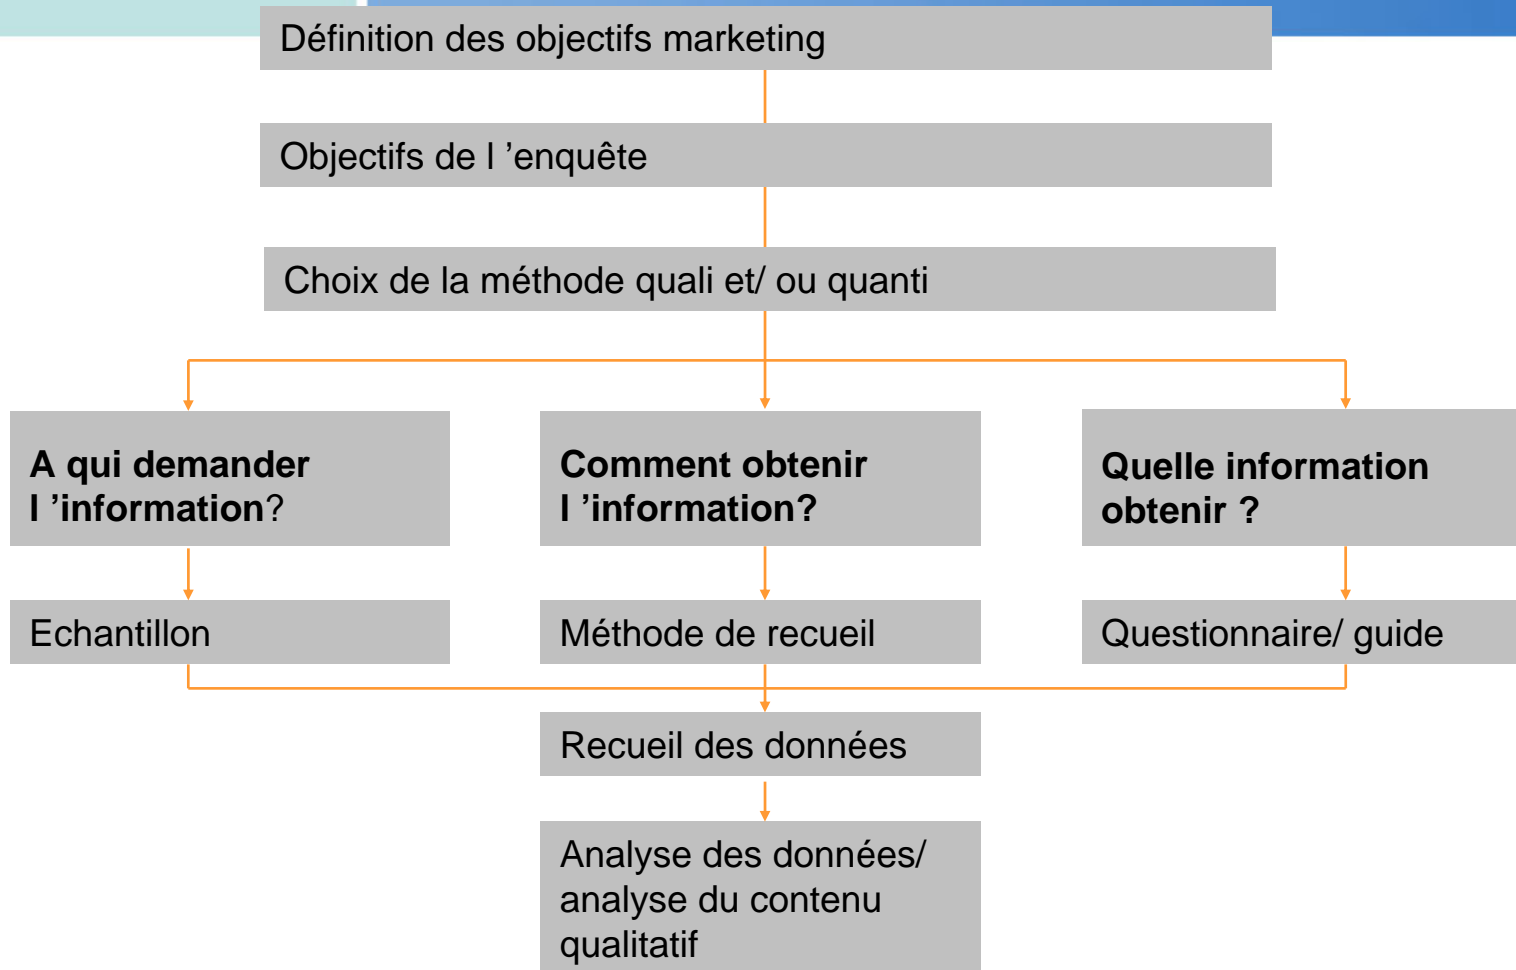 Définition des objectifs marketing
Objectifs de l ’enquête
Choix de la méthode quali et/ ou quanti
A qui demander
l ’information?
Comment obtenir
l ’information?
Quelle information
obtenir ?
Echantillon
Méthode de recueil
Questionnaire/ guide
Recueil des données
Analyse des données/
analyse du contenu
qualitatif